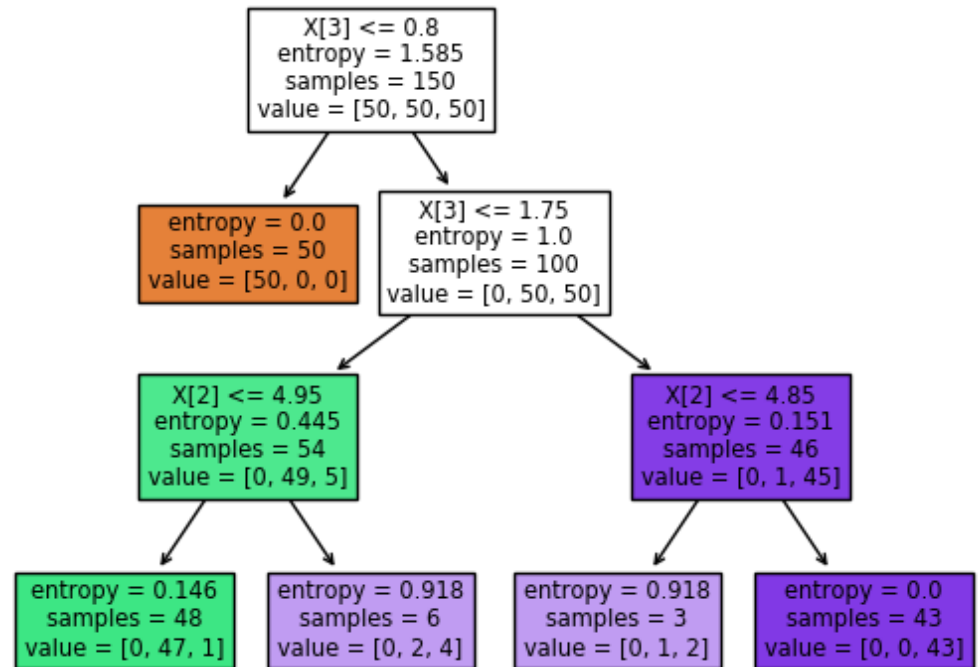 X[3] <= 0.8
entropy = 1.585
samples = 150
value = [50, 50, 50]
entropy = 0.0
samples = 50
value = [50, 0, 0]
X[3] <= 1.75
entropy = 1.0
samples = 100
value = [0, 50, 50]
X[2] <= 4.95
entropy = 0.445
samples = 54
value = [0, 49, 5]
X[2] <= 4.85
entropy = 0.151
samples = 46
value = [0, 1, 45]
entropy = 0.146
samples = 48
value = [0, 47, 1]
entropy = 0.918
samples = 6
value = [0, 2, 4]
entropy = 0.918
samples = 3
value = [0, 1, 2]
entropy = 0.0
samples = 43
value = [0, 0, 43]